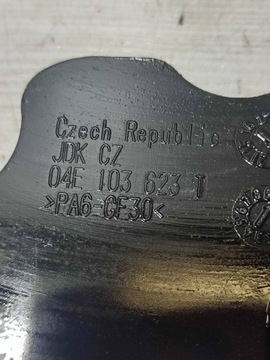 Czech Republic
JDK CZ
04E 103 623 T
>PA6-GF30<